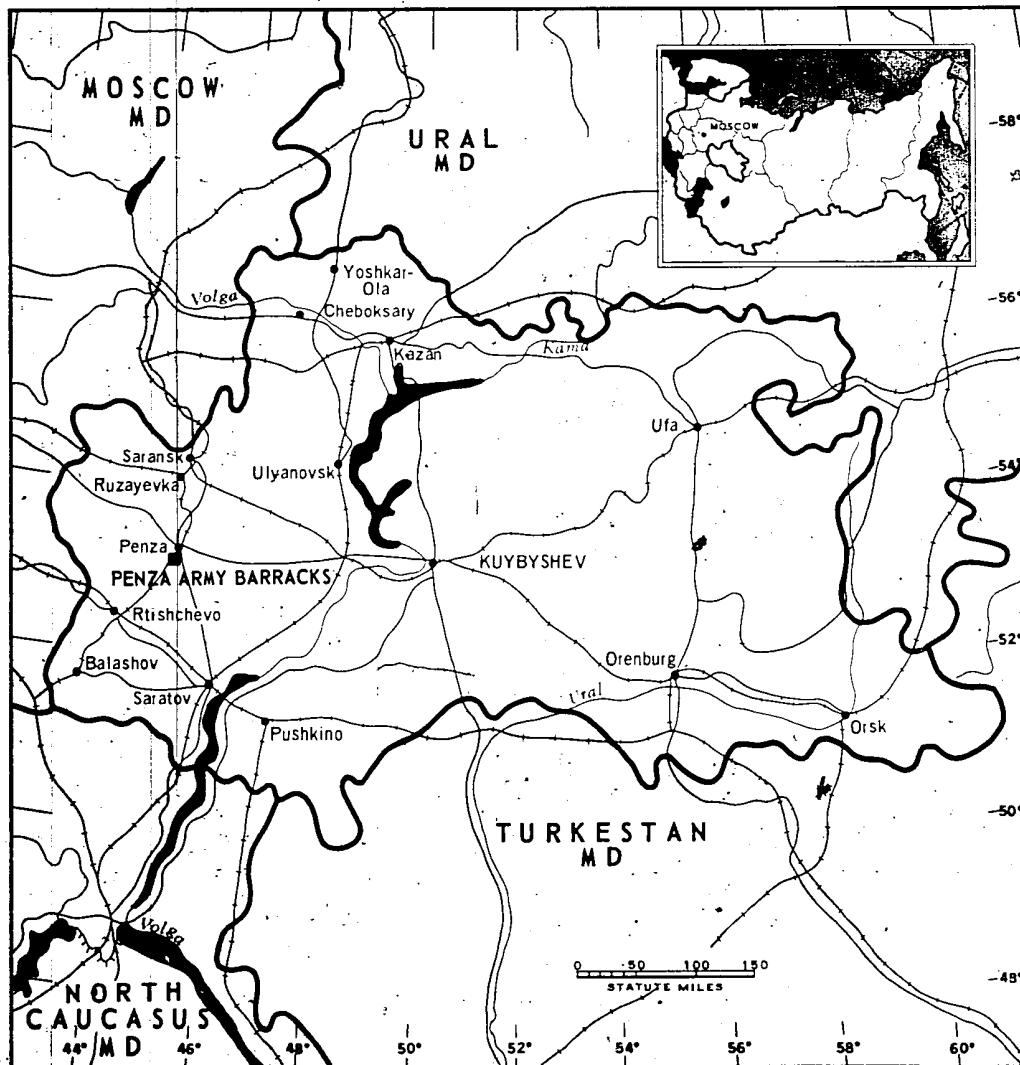 MOSCOW
MD
URAL
MD
MOSCOW
58°
56°
Yoshkar-
Ola
Volga
Cheboksary
Kazan
Kama
Ufa
Saransk
Ruzayevka
Ulyanovsk
54°
Penza
PENZA ARMY BARRACKS
KUYBYSHEV
Rtishchevo
52°
Balashov
Saratov
Orenburg
Ural
Pushkino
Orsk
50°
TURKESTAN
MD
Volga
0 50 100 150
STATUTE MILES
48°
NORTH
CAUCASUS
MD
44° 46° 48° 50° 52° 54° 56° 58° 60°